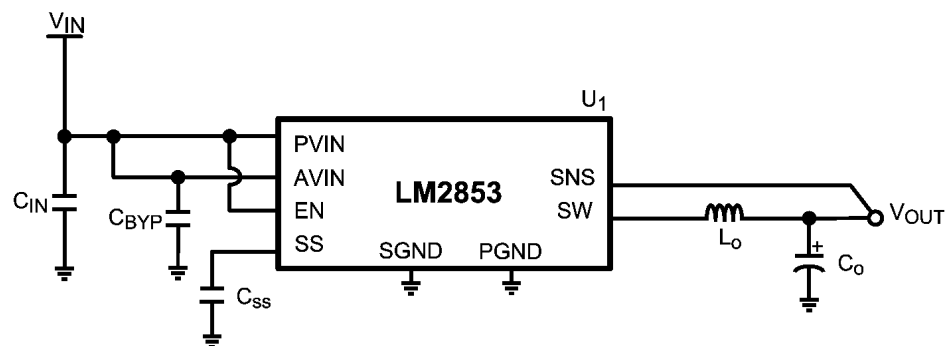 VIN
U1
PVIN
AVIN
EN
SS
LM2853
SNS
SW
SGND
PGND
CIN
CBYP
Css
Lo
+
Co
VOUT